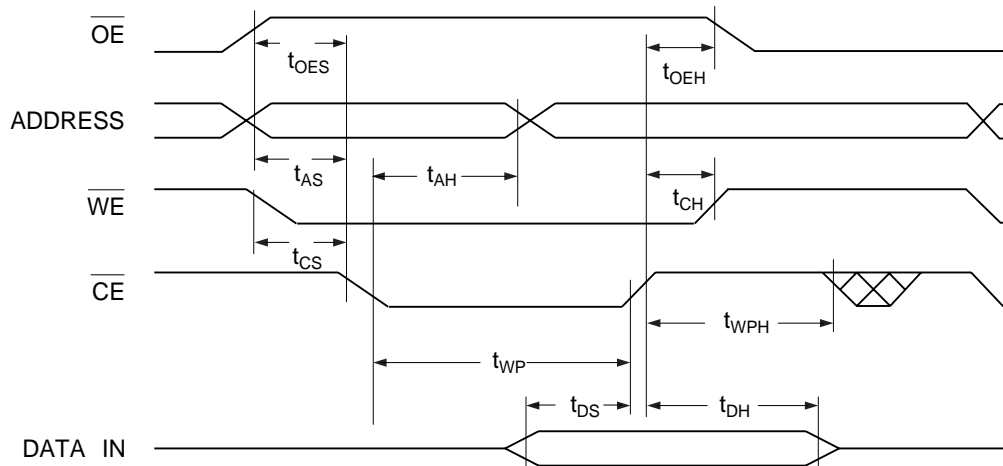 OE
tOES
tOEH
ADDRESS
tAS
tAH
WE
tCH
tCS
CE
tWPH
tWP
tDS
tDH
DATA IN